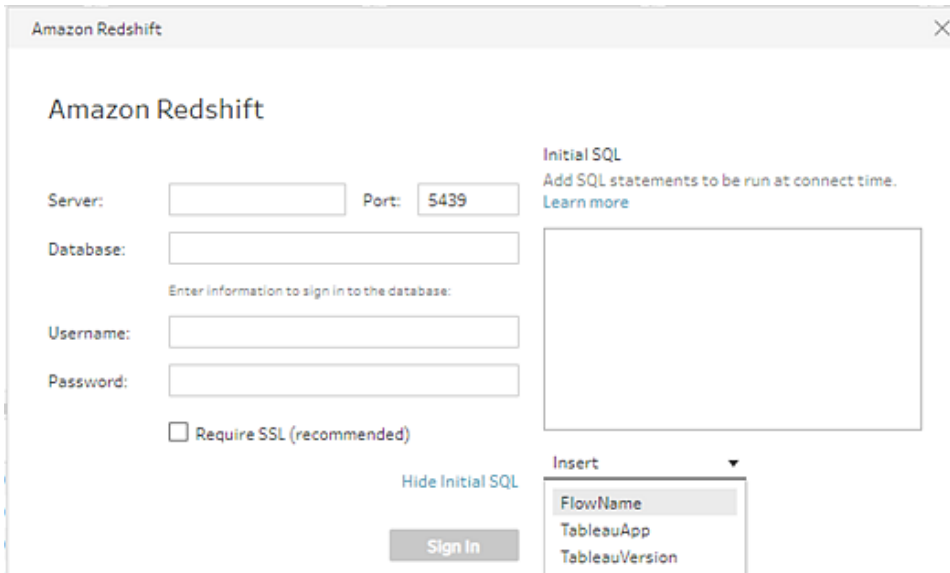 Amazon Redshift
Amazon Redshift
Server:
Port: 5439
Database:
Enter information to sign in to the database:
Username:
Password:
Require SSL (recommended)
Hide Initial SQL
Sign In
Initial SQL
Add SQL statements to be run at connect time.
Learn more
Insert
FlowName
TableauApp
TableauVersion